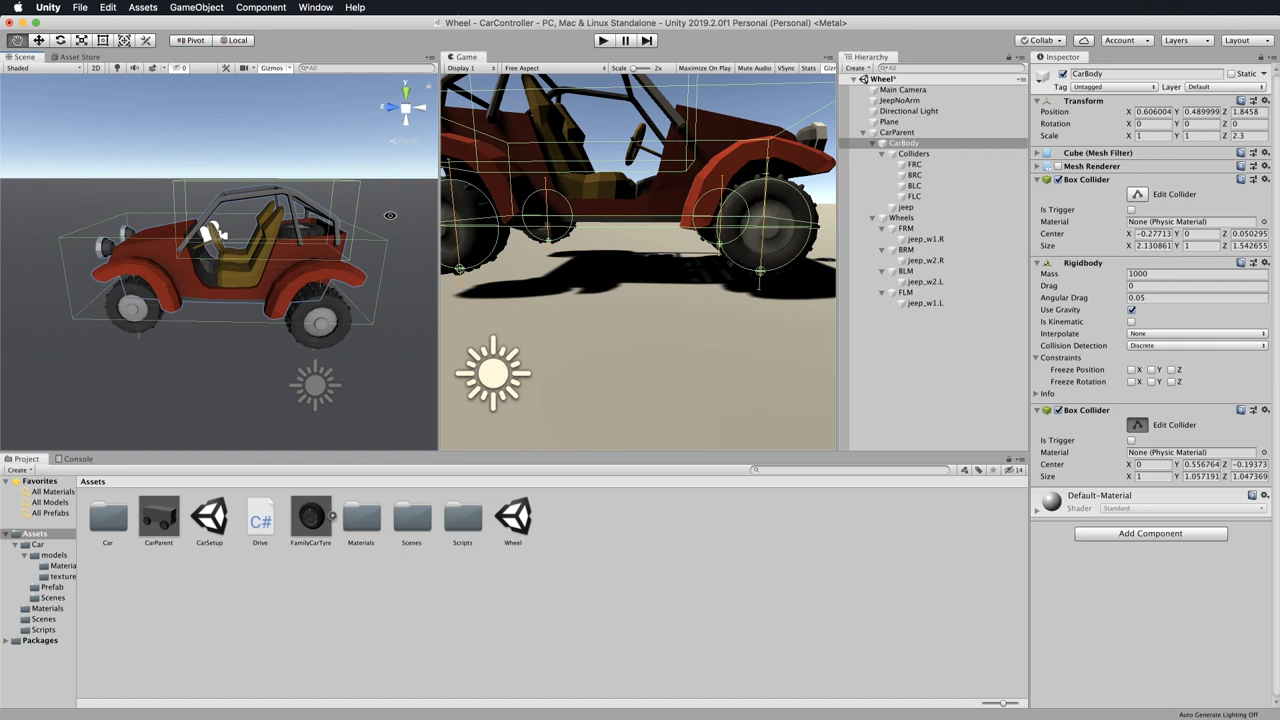 Unity File Edit Assets GameObject Component Window Help
Wheel - CarController - PC, Mac & Linux Standalone - Unity 2019.2.0f1 Personal (Personal) <Metal>
Pivot Local Collab Account Layers Layout
Scene Asset Store Game Hierarchy Inspector
Shaded 2D 0 Gizmos All Display 1 Free Aspect Scale 2x Maximize On Play Mute Audio VSync Stats Giz
Create All
Wheel*
Main Camera
JeepNoArm
Directional Light
Plane
CarParent
CarBody
Colliders
FRC
BRC
BLC
FLC
jeep
Wheels
FRM
jeep_w1.R
BRM
jeep_w2.R
BLM
jeep_w2.L
FLM
jeep_w1.L
y
Persp
CarBody Static
Tag Untagged Layer Default
Transform
Position X 0.606004 Y 0.489999 Z 1.8458
Rotation X 0 Y 0 Z 0
Scale X 1 Y 1 Z 2.3
Cube (Mesh Filter)
Mesh Renderer
Box Collider
Edit Collider
Is Trigger
Material None (Physic Material)
Center X -0.27713 Y 0 Z 0.050295
Size X 2.130861 Y 1 Z 1.542655
Rigidbody
Mass 1000
Drag 0
Angular Drag 0.05
Use Gravity
Is Kinematic
Interpolate None
Collision Detection Discrete
Constraints
Freeze Position X Y Z
Freeze Rotation X Y Z
Info
Box Collider
Edit Collider
Is Trigger
Material None (Physic Material)
Center X 0 Y 0.556764 Z -0.19373
Size X 1 Y 1.057191 Z 1.047369
Default-Material
Shader Standard
Add Component
Project Console
Create 14
Favorites
All Materials
All Models
All Prefabs
Assets
Car
models
Materia
texture
Prefab
Scenes
Materials
Scenes
Scripts
Packages
Assets
Car CarParent CarSetup Drive FamilyCarTyre Materials Scenes Scripts Wheel
C#
Auto Generate Lighting Off